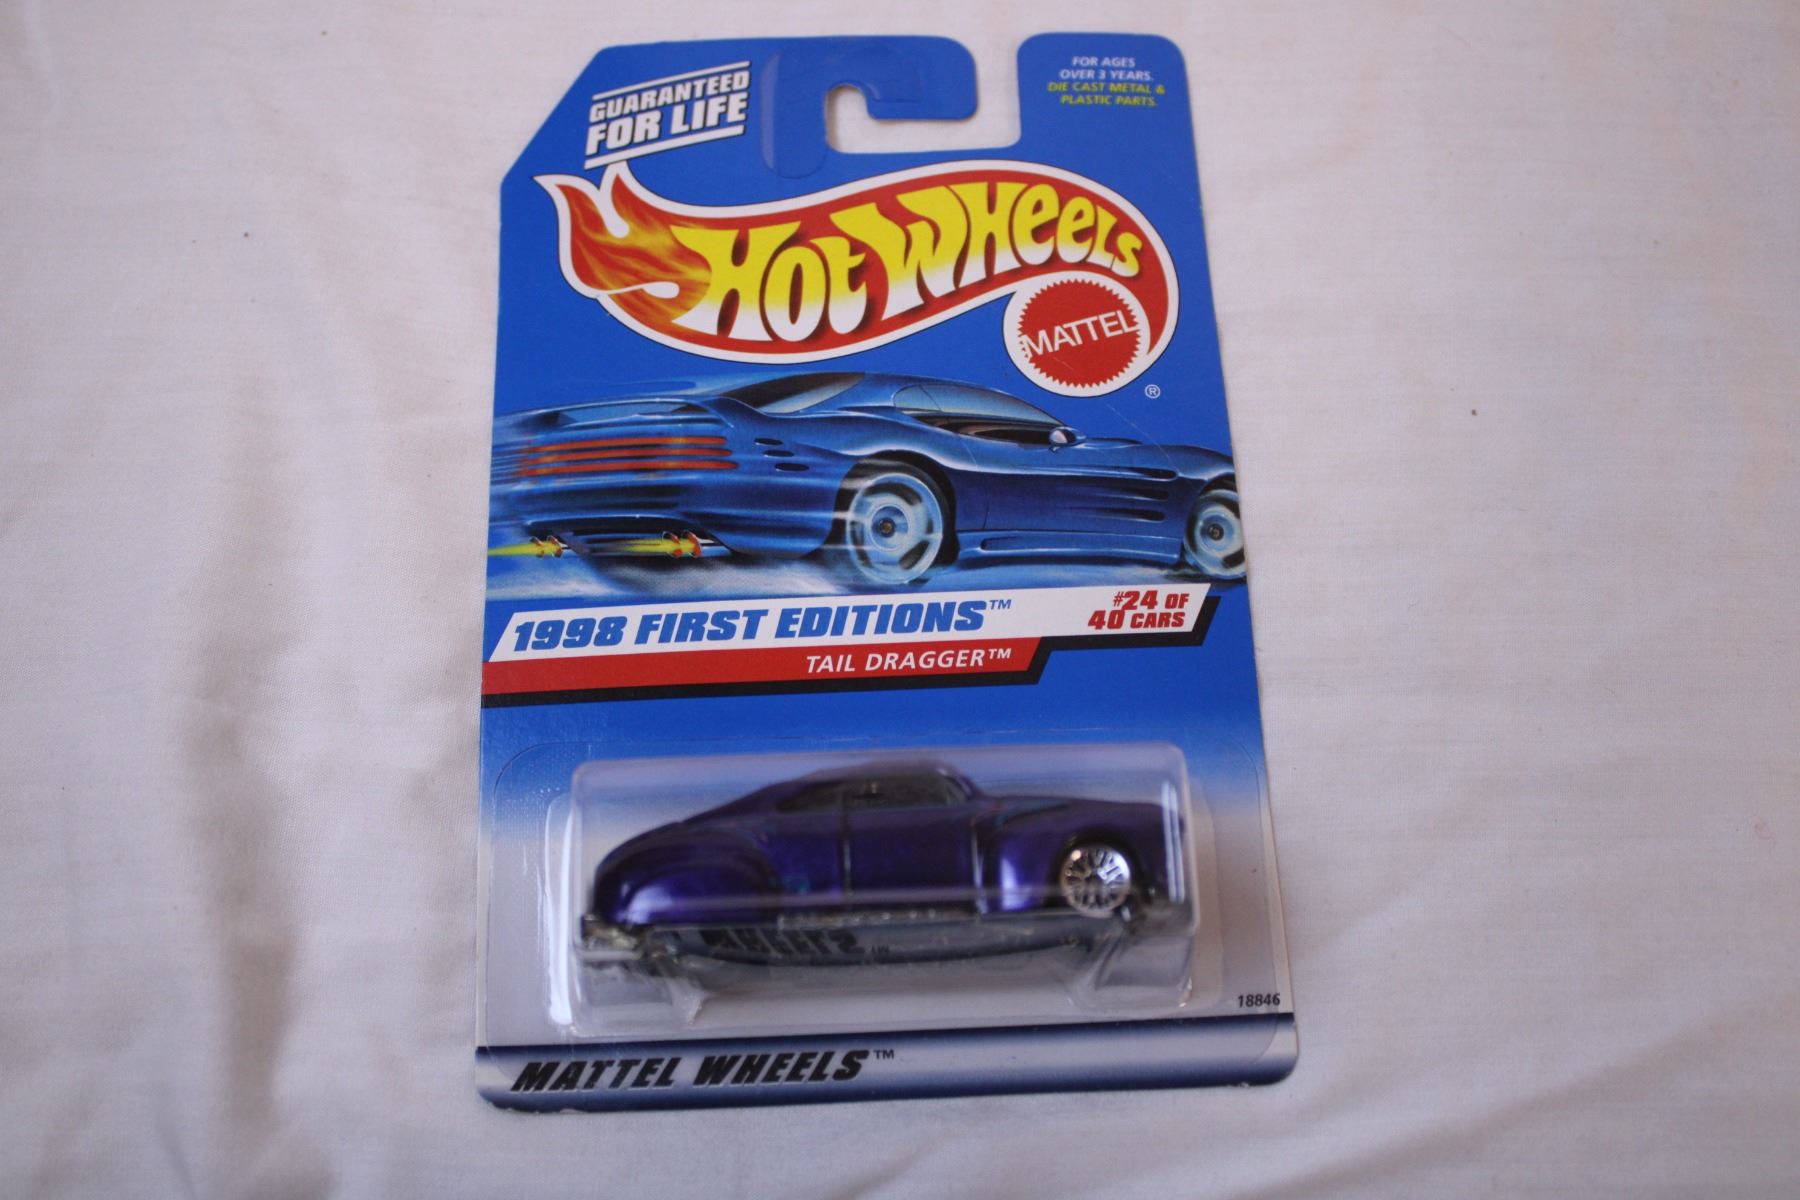 GUARANTEED
FOR LIFE
FOR AGES
OVER 3 YEARS.
DIE CAST METAL &
PLASTIC PARTS.
HOT WHEELS
MATTEL
®
1998 FIRST EDITIONS™
#24 OF
40 CARS
TAIL DRAGGER™
18846
MATTEL WHEELS™